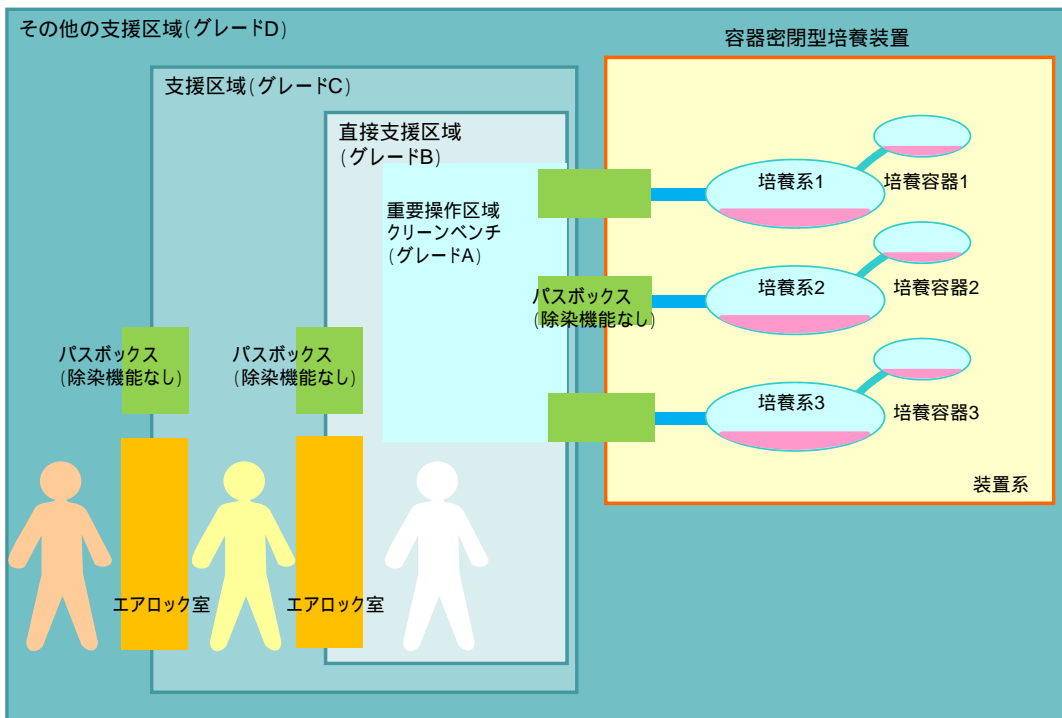 その他の支援区域(グレードD)
容器密閉型培養装置
支援区域(グレードC)
直接支援区域
(グレードB)
重要操作区域
クリーンベンチ
(グレードA)
培養系1
培養容器1
培養系2
培養容器2
パスボックス
(除染機能なし)
パスボックス
(除染機能なし)
パスボックス
(除染機能なし)
培養系3
培養容器3
装置系
エアロック室
エアロック室